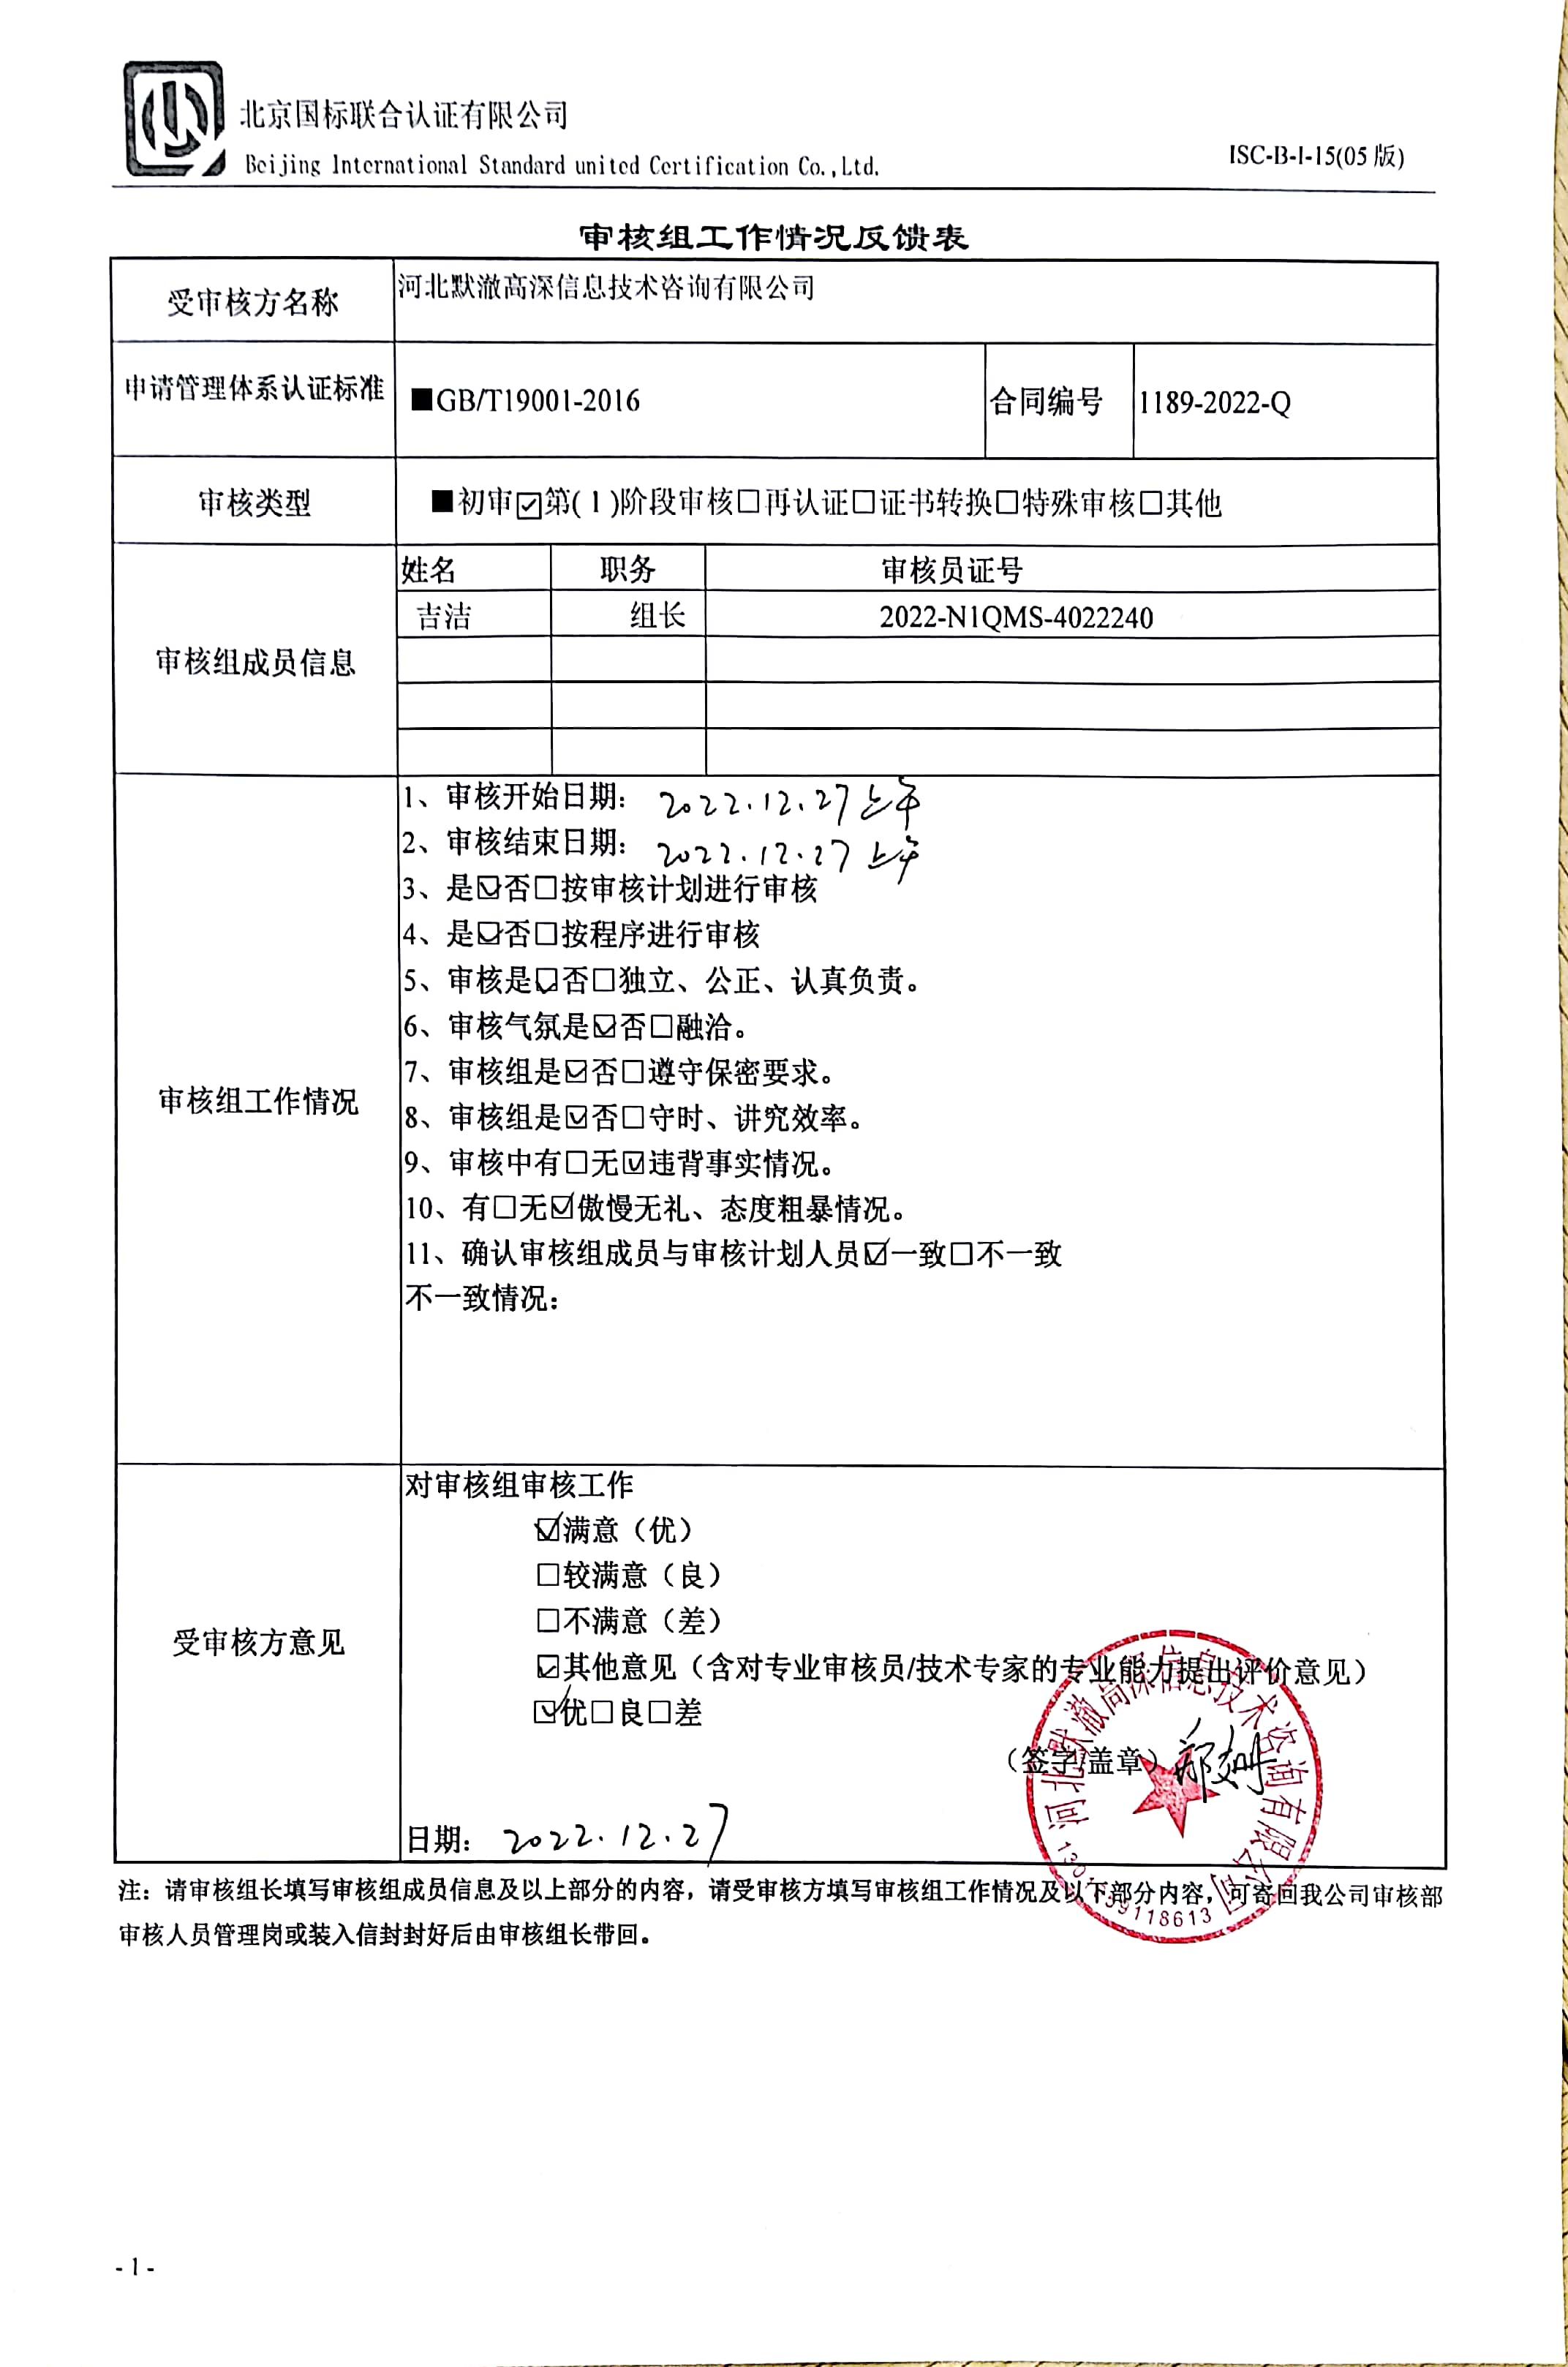 北京国标联合认证有限公司
Beijing International Standard united Certification Co.,Ltd.
ISC-B-I-15(05 版)
审核组工作情况反馈表
受审核方名称
河北默澈高深信息技术咨询有限公司
申请管理体系认证标准
■GB/T19001-2016
合同编号
1189-2022-Q
审核类型
■初审☑第(1)阶段审核□再认证□证书转换□特殊审核□其他
审核组成员信息
姓名 职务 审核员证号
吉洁 组长 2022-N1QMS-4022240
审核组工作情况
1、审核开始日期： 2022.12.27上午
2、审核结束日期： 2022.12.27上午
3、是☑否□按审核计划进行审核
4、是☑否□按程序进行审核
5、审核是☑否□独立、公正、认真负责。
6、审核气氛是☑否□融洽。
7、审核组是☑否□遵守保密要求。
8、审核组是☑否□守时、讲究效率。
9、审核中有□无☑违背事实情况。
10、有□无☑傲慢无礼、态度粗暴情况。
11、确认审核组成员与审核计划人员☑一致□不一致
不一致情况：
受审核方意见
对审核组审核工作
☑满意（优）
□较满意（良）
□不满意（差）
☑其他意见（含对专业审核员/技术专家的专业能力提出评价意见）
☑优□良□差
（签字/盖章）
河北默澈高深信息技术咨询有限公司
日期： 2022.12.27
注：请审核组长填写审核组成员信息及以上部分的内容，请受审核方填写审核组工作情况及以下部分内容，可寄回我公司审核部
审核人员管理岗或装入信封封好后由审核组长带回。
- 1 -